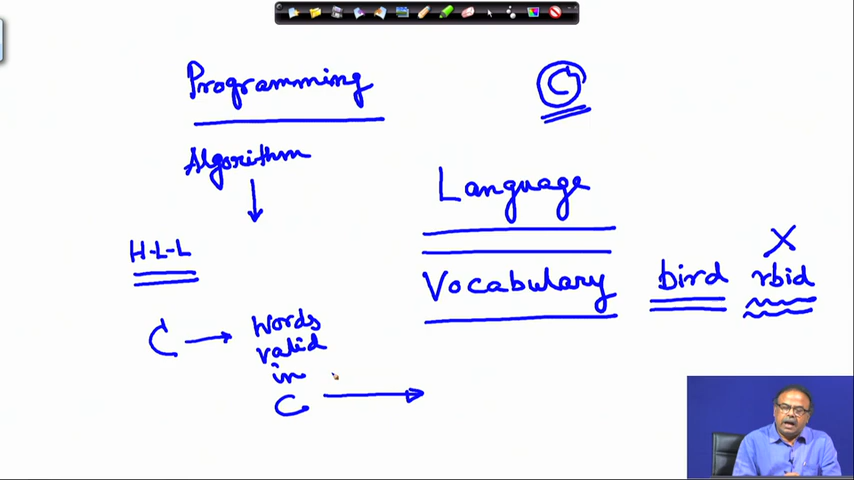 Programming
C
Algorithm
Language
H-L-L
Vocabulary
bird
rbid
X
C
Words
valid
in
C